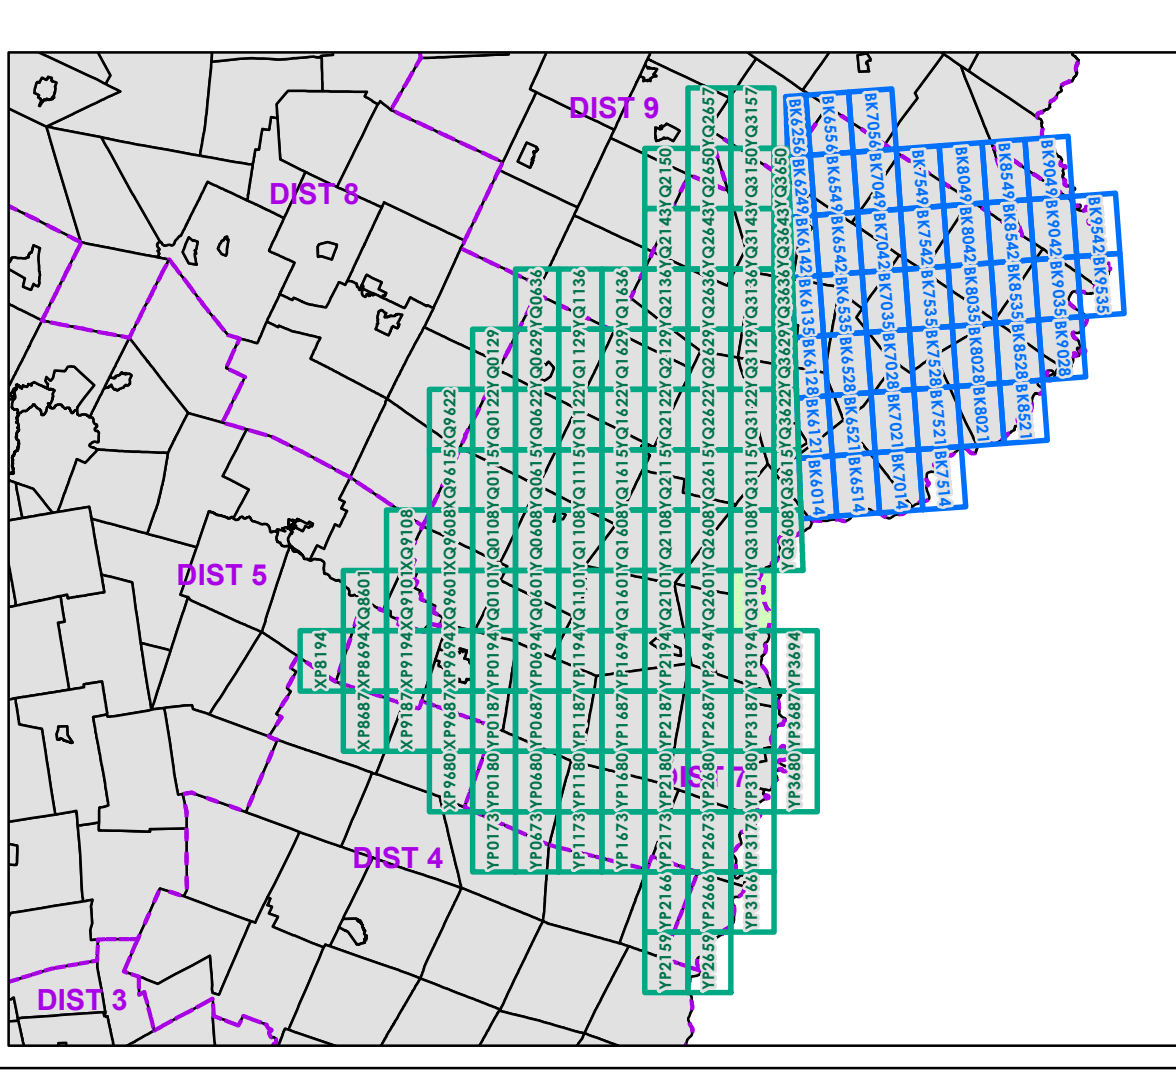 DIST 9
YQ2657 YQ3157 BK6256 BK6556 BK7056
DIST 8
YQ2150 YQ2650 YQ3150 YQ3650 BK6249 BK6549 BK7049 BK7549 BK8049 BK8549 BK9049
YQ2143 YQ2643 YQ3143 YQ3643 BK6142 BK6542 BK7042 BK7542 BK8042 BK8542 BK9042 BK9542
YQ0636 YQ1136 YQ1636 YQ2136 YQ2636 YQ3136 YQ3636 BK6135 BK6535 BK7035 BK7535 BK8035 BK8535 BK9035 BK9535
YQ0129 YQ0629 YQ1129 YQ1629 YQ2129 YQ2629 YQ3129 YQ3629 BK6128 BK6528 BK7028 BK7528 BK8028 BK8528 BK9028
XQ9622 YQ0122 YQ0622 YQ1122 YQ1622 YQ2122 YQ2622 YQ3122 YQ3622 BK6121 BK6521 BK7021 BK7521 BK8021 BK8521
XQ9615 YQ0115 YQ0615 YQ1115 YQ1615 YQ2115 YQ2615 YQ3115 YQ3615 BK6014 BK6514 BK7014 BK7514
XQ9108 XQ9608 YQ0108 YQ0608 YQ1108 YQ1608 YQ2108 YQ2608 YQ3108 YQ3608
DIST 5
XQ8601 XQ9101 XQ9601 YQ0101 YQ0601 YQ1101 YQ1601 YQ2101 YQ2601 YQ3101
XP8194 XP8694 XP9194 XP9694 YP0194 YP0694 YP1194 YP1694 YP2194 YP2694 YP3194 YP3694
XP8687 XP9187 XP9687 YP0187 YP0687 YP1187 YP1687 YP2187 YP2687 YP3187 YP3687
DIST 7
XP9680 YP0180 YP0680 YP1180 YP1680 YP2180 YP2680 YP3180 YP3680
DIST 4
YP0173 YP0673 YP1173 YP1673 YP2173 YP2673 YP3173
YP2166 YP2666 YP3166
YP2159 YP2659
DIST 3